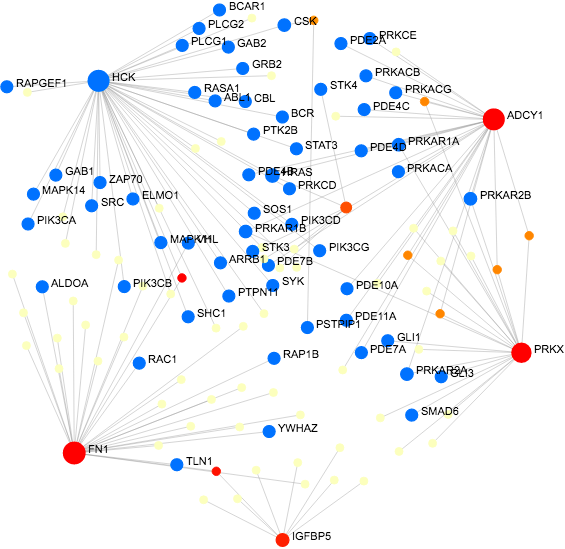 BCAR1
PLCG2
CSK
PLCG1
GAB2
PDE2A
PRKCE
GRB2
HCK
PRKACB
RAPGEF1
RASA1
ABL1
CBL
STK4
PRKACG
PDE4C
BCR
ADCY1
PTK2B
STAT3
PDE4D
PRKAR1A
GAB1
ZAP70
PDE4B
HRAS
PRKCD
PRKACA
MAPK14
SRC
ELMO1
PRKAR2B
PIK3CA
SOS1
PIK3CD
PRKAR1B
VHL
STK3
PIK3CG
ARRB1
PDE7B
ALDOA
PIK3CB
SYK
PTPN11
PDE10A
SHC1
PSTPIP1
PDE11A
GLI1
RAC1
RAP1B
PDE7A
PRKX
PRKAR2A
GLI3
SMAD6
YWHAZ
FN1
TLN1
IGFBP5